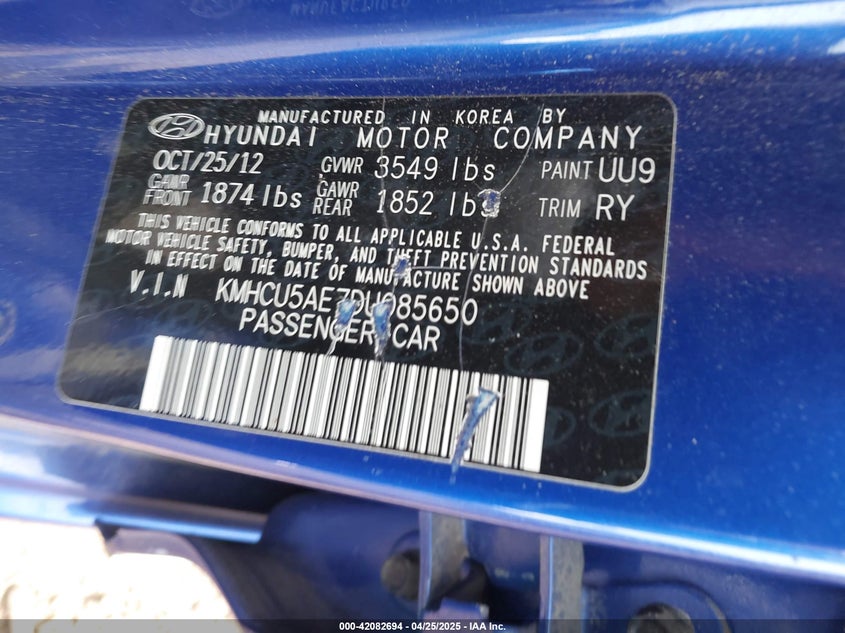 MANUFACTURED IN KOREA BY
HYUNDAI MOTOR COMPANY
OCT/25/12 GVWR 3549 lbs PAINT UU9
GAWR FRONT 1874 lbs GAWR REAR 1852 lbs TRIM RY
THIS VEHICLE CONFORMS TO ALL APPLICABLE U.S.A. FEDERAL
MOTOR VEHICLE SAFETY, BUMPER, AND THEFT PREVENTION STANDARDS
IN EFFECT ON THE DATE OF MANUFACTURE SHOWN ABOVE
V.I.N KMHCU5AE7DU085650
PASSENGER CAR
000-42082694 - 04/25/2025 - IAA Inc.